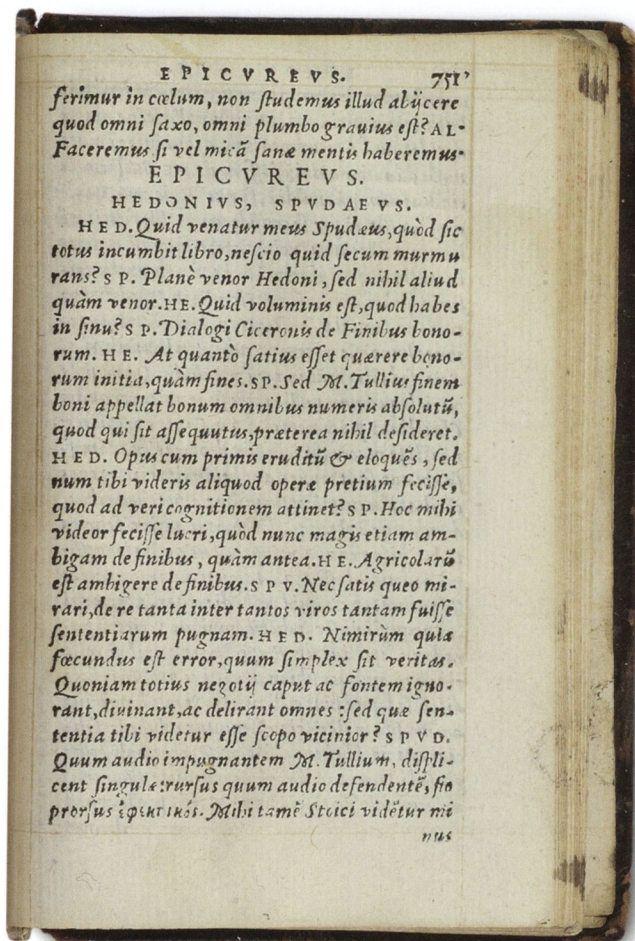 EPICVREVS. 751
ferimur in cœlum, non ſtudemus illud abijcere
quod omni ſaxo, omni plumbo grauius eſt? AL.
Faceremus ſi vel micā ſanæ mentis haberemus.
EPICVREVS.
HEDONIVS, SPVDAEVS.
HED. Quid venatur meus Spudæus, quòd ſic
totus incumbit libro, neſcio quid ſecum murmu
rans? SP. Planè venor Hedoni, ſed nihil aliud
quàm venor. HE. Quid voluminis eſt, quod habes
in ſinu? SP. Dialogi Ciceronis de Finibus bono-
rum. HE. At quantò ſatius eſſet quærere bono-
rum initia, quàm fines. SP. Sed M. Tullius finem
boni appellat bonum omnibus numeris abſolutū,
quod qui ſit aſſequutus, præterea nihil deſideret.
HED. Opus cum primis eruditū & eloquēs, ſed
num tibi videris aliquod operæ pretium feciſſe,
quod ad veri cognitionem attinet? SP. Hoc mihi
videor feciſſe lucri, quòd nunc magis etiam am-
bigam de finibus, quàm antea. HE. Agricolarū
eſt ambigere de finibus. SPV. Nec ſatis queo mi-
rari, de re tanta inter tantos viros tantam fuiſſe
ſententiarum pugnam. HED. Nimirùm quia
fœcundus eſt error, quum ſimplex ſit veritas.
Quoniam totius negotij caput ac fontem igno-
rant, diuinant, ac delirant omnes: ſed quæ ſen-
tentia tibi videtur eſſe ſcopo vicinior? SPVD.
Quum audio impugnantem M. Tullium, diſpli-
cent ſingulæ: rurſus quum audio defendentē, fio
prorſus ἐφεκτικός. Mihi tamē Stoici vidētur mi
nus